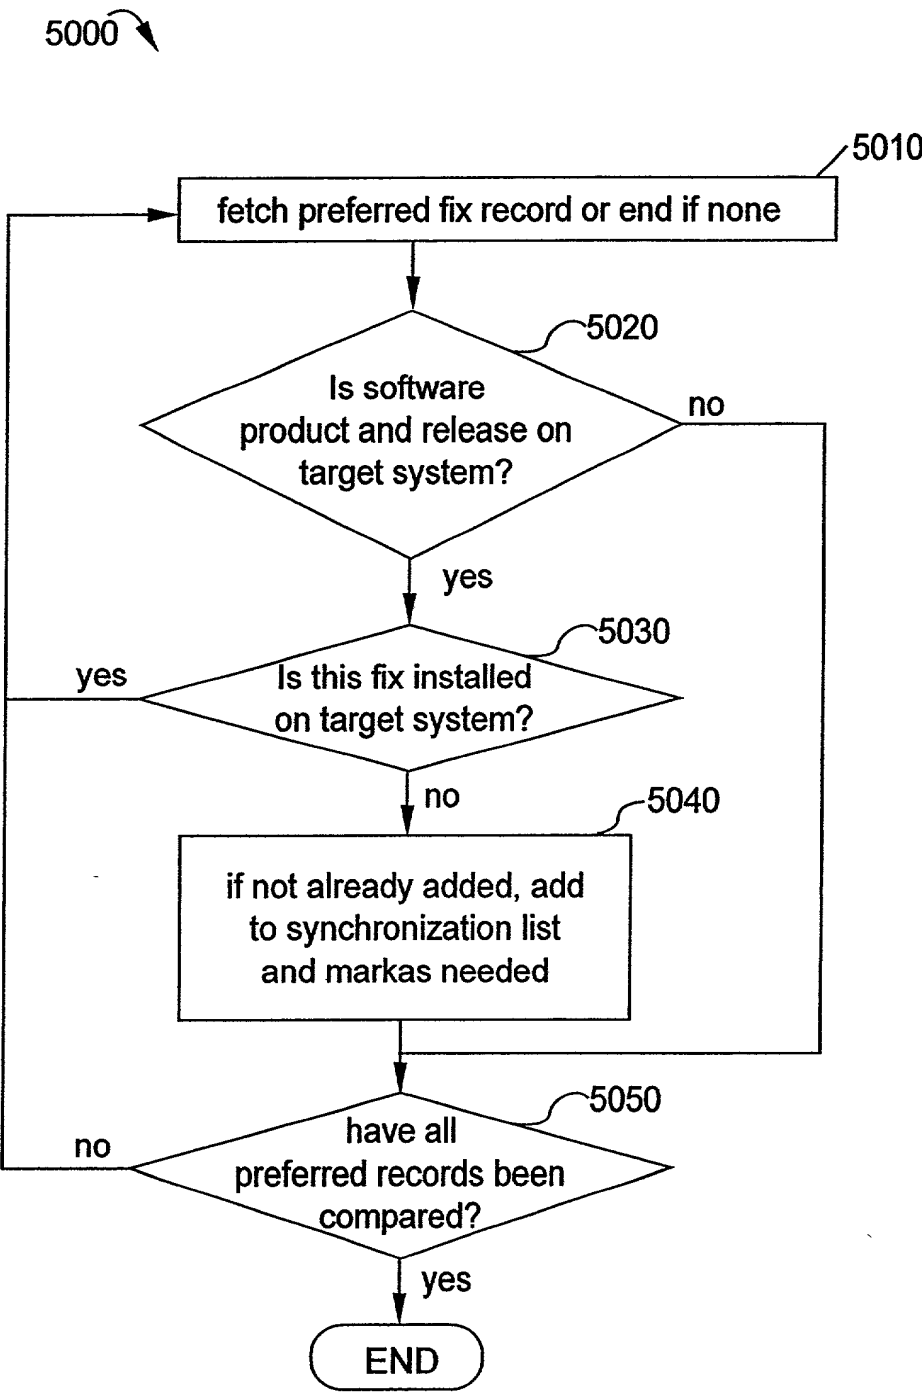 5000
5010
fetch preferred fix record or end if none
5020
Is software
product and release on
target system?
no
yes
5030
Is this fix installed
on target system?
yes
no
5040
if not already added, add
to synchronization list
and markas needed
5050
have all
preferred records been
compared?
no
yes
END